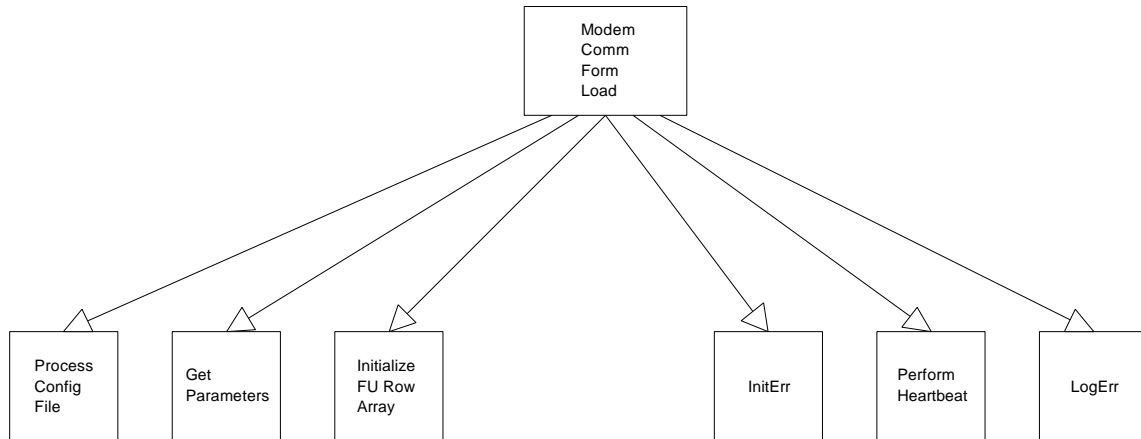 Modem
Comm
Form
Load
Process
Config
File
Get
Parameters
Initialize
FU Row
Array
InitErr
Perform
Heartbeat
LogErr